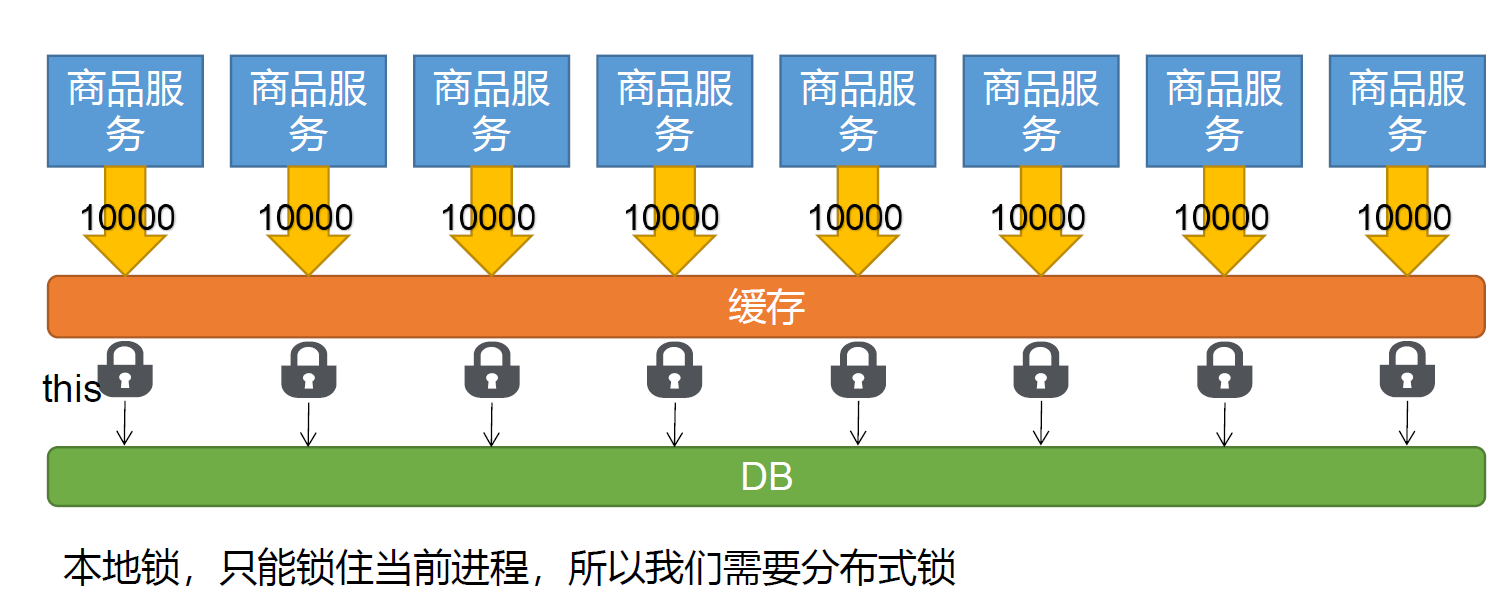 商品服 商品服 商品服 商品服 商品服 商品服 商品服 商品服
务 务 务 务 务 务 务 务
10000 10000 10000 10000 10000 10000 10000 10000
缓存
this
DB
本地锁，只能锁住当前进程，所以我们需要分布式锁